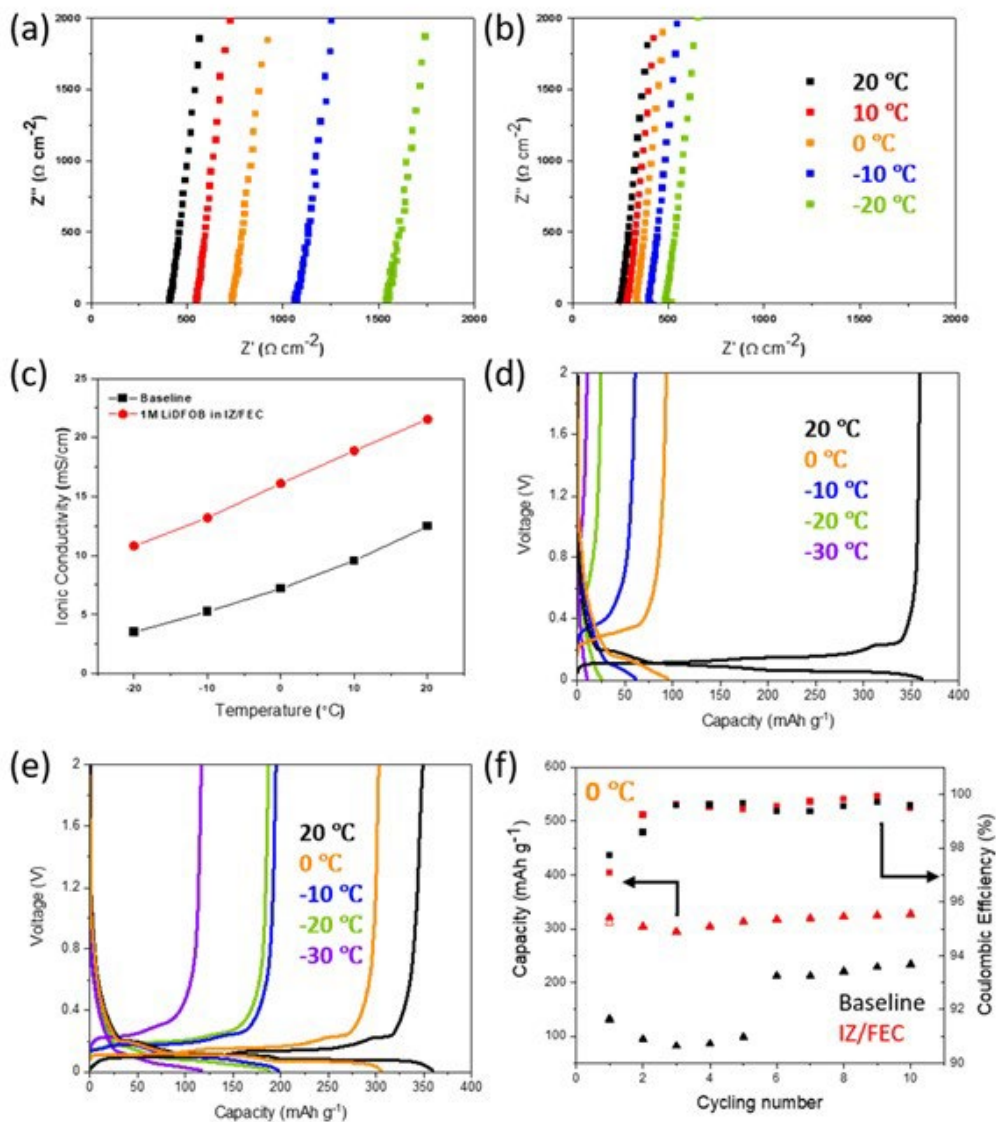 (a)
2000
1500
1000
500
0
Z'' (Ω cm⁻²)
0 500 1000 1500 2000
Z' (Ω cm⁻²)
(b)
2000
1500
1000
500
0
Z'' (Ω cm⁻²)
0 500 1000 1500 2000
Z' (Ω cm⁻²)
20 °C
10 °C
0 °C
-10 °C
-20 °C
(c)
25
20
15
10
5
0
Ionic Conductivity (mS/cm)
Baseline
1M LiDFOB in IZ/FEC
-20 -10 0 10 20
Temperature (°C)
(d)
2
1.6
1.2
0.8
0.4
0
Voltage (V)
20 °C
0 °C
-10 °C
-20 °C
-30 °C
0 50 100 150 200 250 300 350 400
Capacity (mAh g⁻¹)
(e)
2
1.6
1.2
0.8
0.4
0
Voltage (V)
20 °C
0 °C
-10 °C
-20 °C
-30 °C
0 50 100 150 200 250 300 350 400
Capacity (mAh g⁻¹)
(f)
600
500
400
300
200
100
Capacity (mAh g⁻¹)
0 °C
Baseline
IZ/FEC
100
98
96
95
94
92
91
90
Coulombic Efficiency (%)
0 2 4 6 8 10
Cycling number